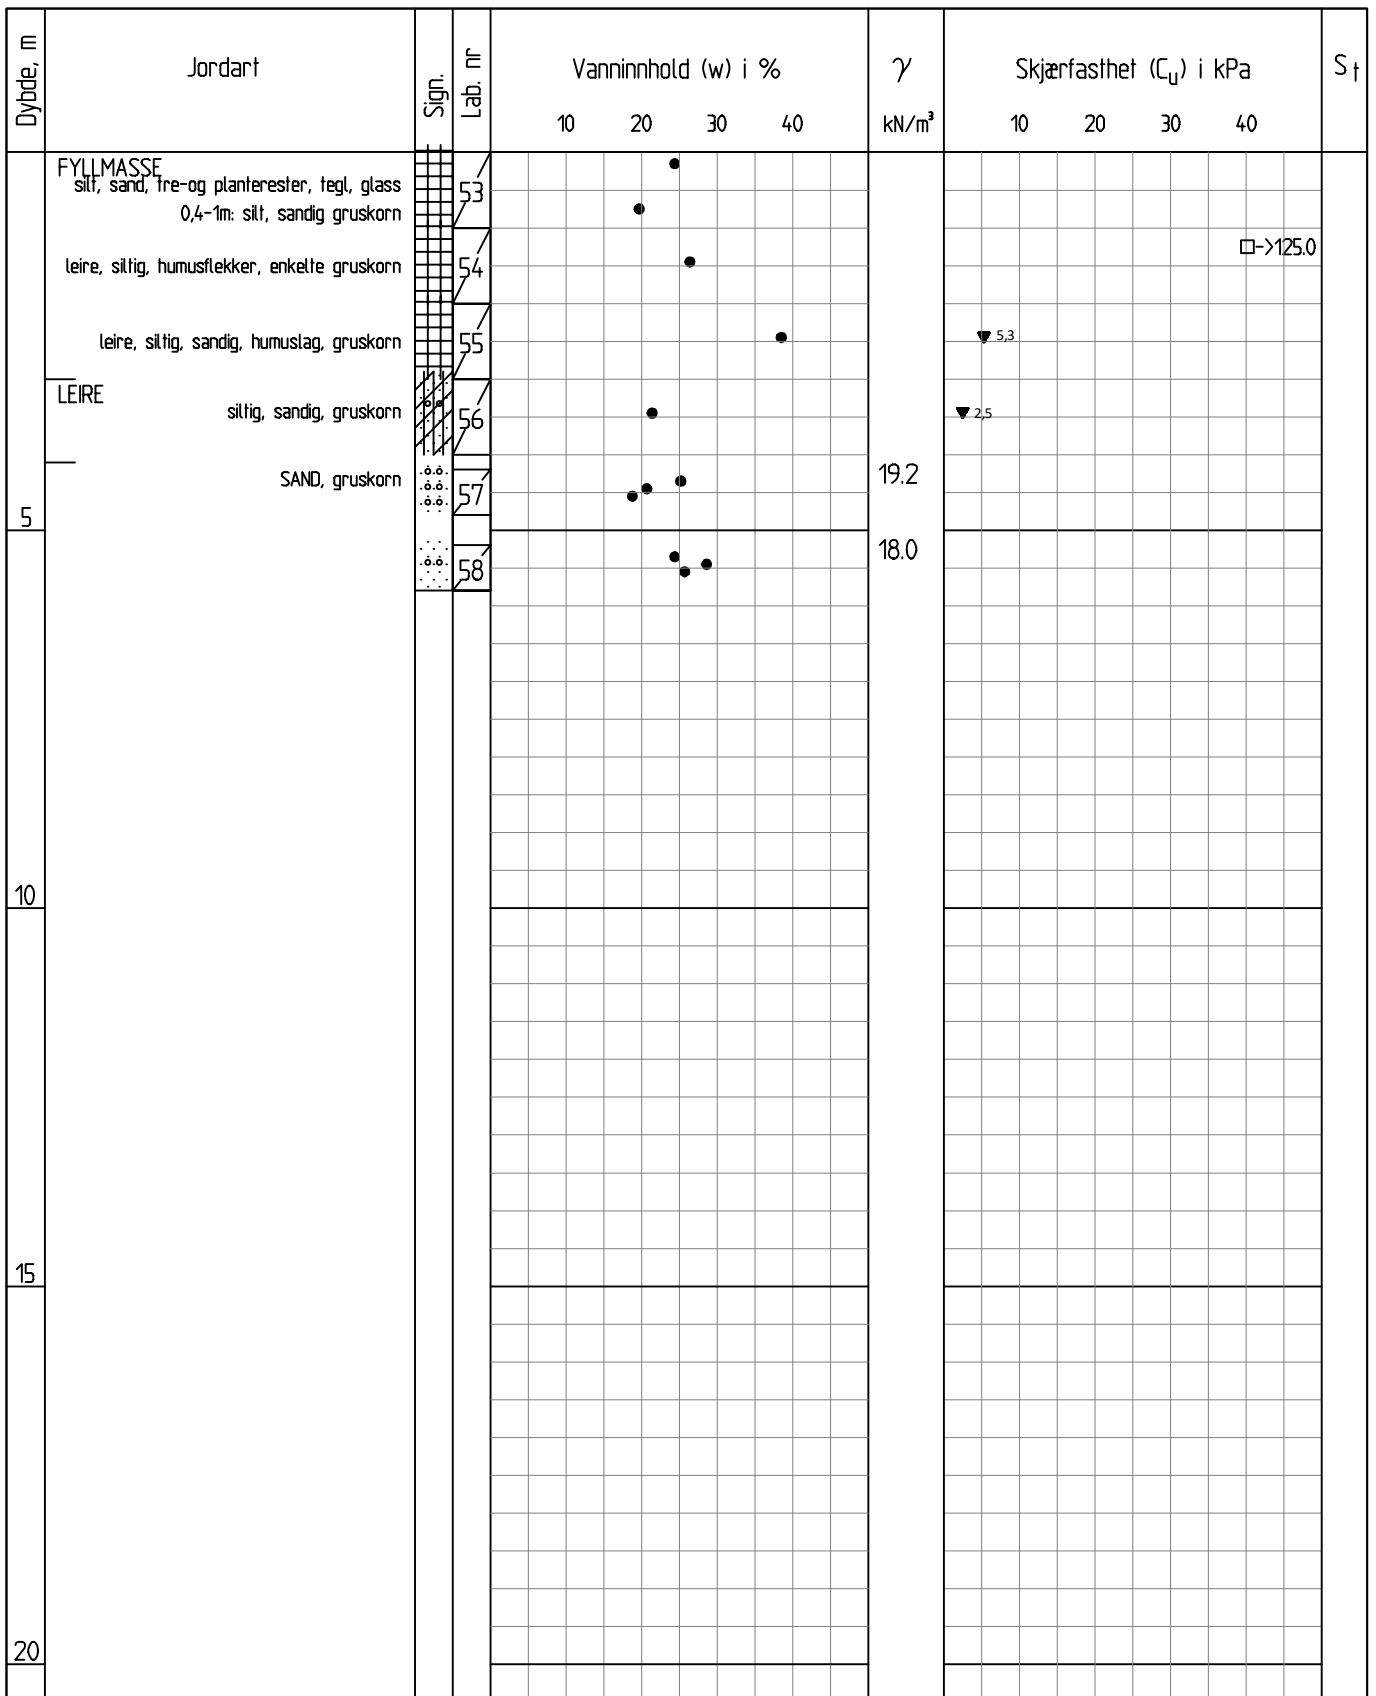 Dybde, m
Jordart
Sign.
Lab. nr
Vanninnhold (w) i %
10 20 30 40
γ
kN/m³
Skjærfasthet (Cu) i kPa
10 20 30 40
St
FYLLMASSE
silt, sand, tre-og planterester, tegl, glass
53
0,4-1m: silt, sandig gruskorn
->125.0
leire, siltig, humusflekker, enkelte gruskorn
54
5,3
leire, siltig, sandig, humuslag, gruskorn
55
LEIRE
siltig, sandig, gruskorn
56
2,5
SAND, gruskorn
57
19.2
5
58
18.0
10
15
20